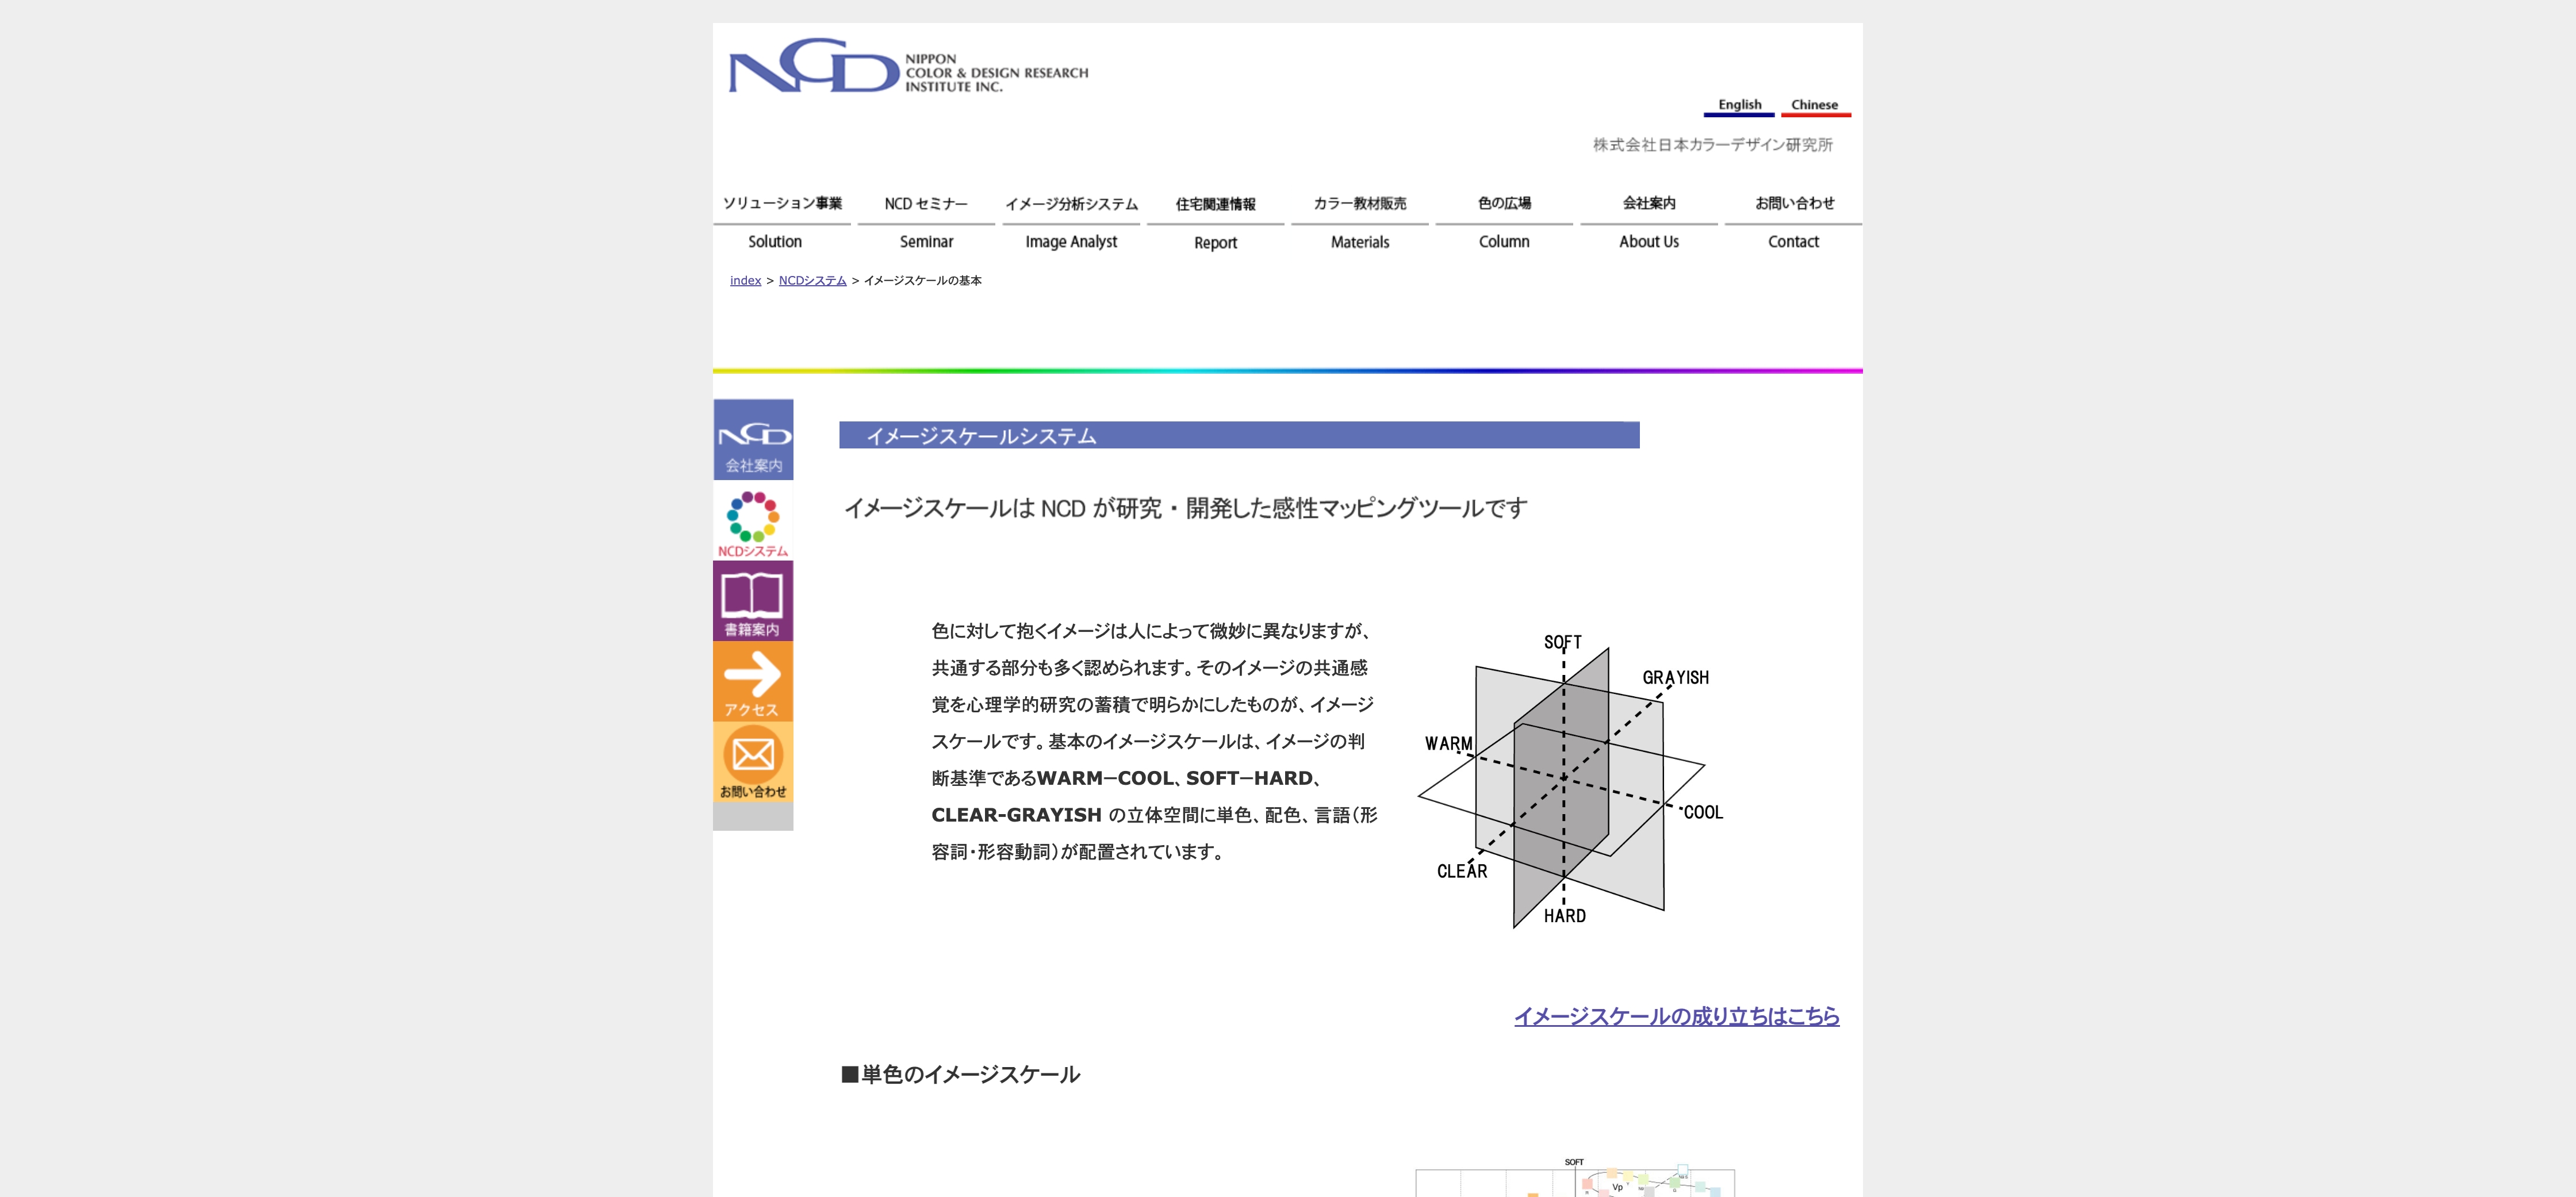 NCD NIPPON
COLOR & DESIGN RESEARCH
INSTITUTE INC.
English Chinese
株式会社日本カラーデザイン研究所
ソリューション事業 NCD セミナー イメージ分析システム 住宅関連情報 カラー教材販売 色の広場 会社案内 お問い合わせ
Solution Seminar Image Analyst Report Materials Column About Us Contact
index > NCDシステム > イメージスケールの基本
NCD
会社案内
NCDシステム
書籍案内
アクセス
お問い合わせ
イメージスケールシステム
イメージスケールは NCD が研究・開発した感性マッピングツールです
色に対して抱くイメージは人によって微妙に異なりますが、
共通する部分も多く認められます。そのイメージの共通感
覚を心理学的研究の蓄積で明らかにしたものが、イメージ
スケールです。基本のイメージスケールは、イメージの判
断基準であるWARM−COOL、SOFT−HARD、
CLEAR-GRAYISH の立体空間に単色、配色、言語（形
容詞・形容動詞）が配置されています。
SOFT
GRAYISH
WARM
COOL
CLEAR
HARD
イメージスケールの成り立ちはこちら
■単色のイメージスケール
SOFT
Vp